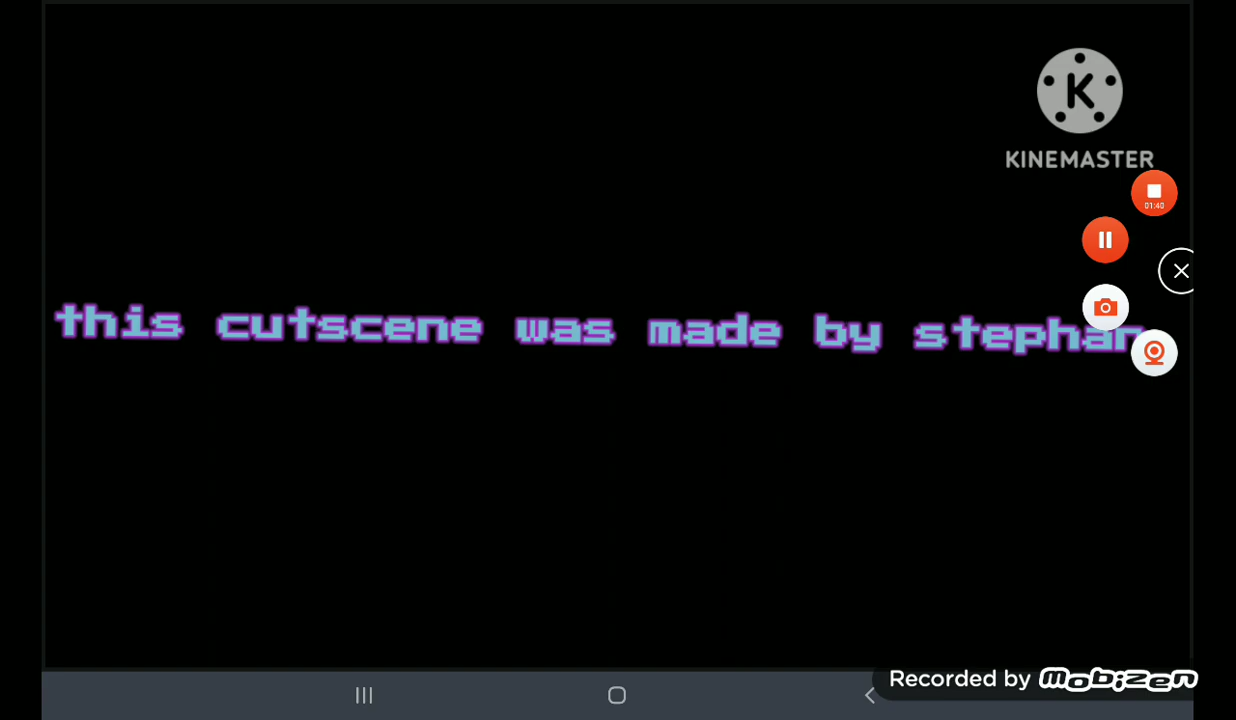 K
KINEMASTER
01:40
this cutscene was made by stephan
Recorded by mobizen